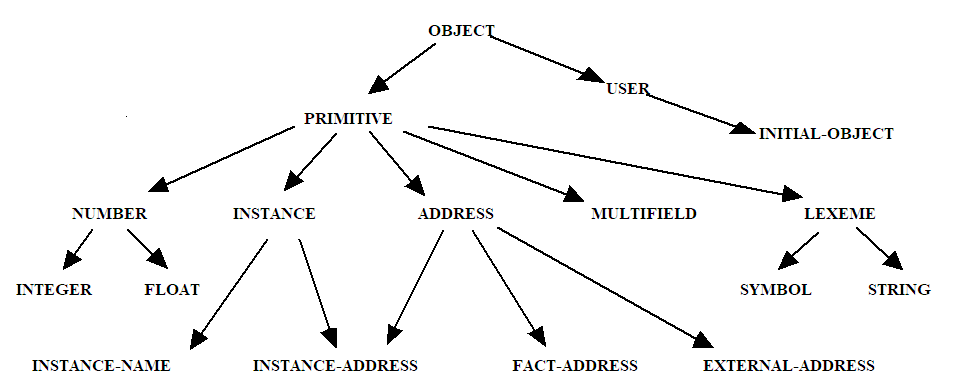 OBJECT
USER
PRIMITIVE
INITIAL-OBJECT
NUMBER
INSTANCE
ADDRESS
MULTIFIELD
LEXEME
INTEGER
FLOAT
SYMBOL
STRING
INSTANCE-NAME
INSTANCE-ADDRESS
FACT-ADDRESS
EXTERNAL-ADDRESS